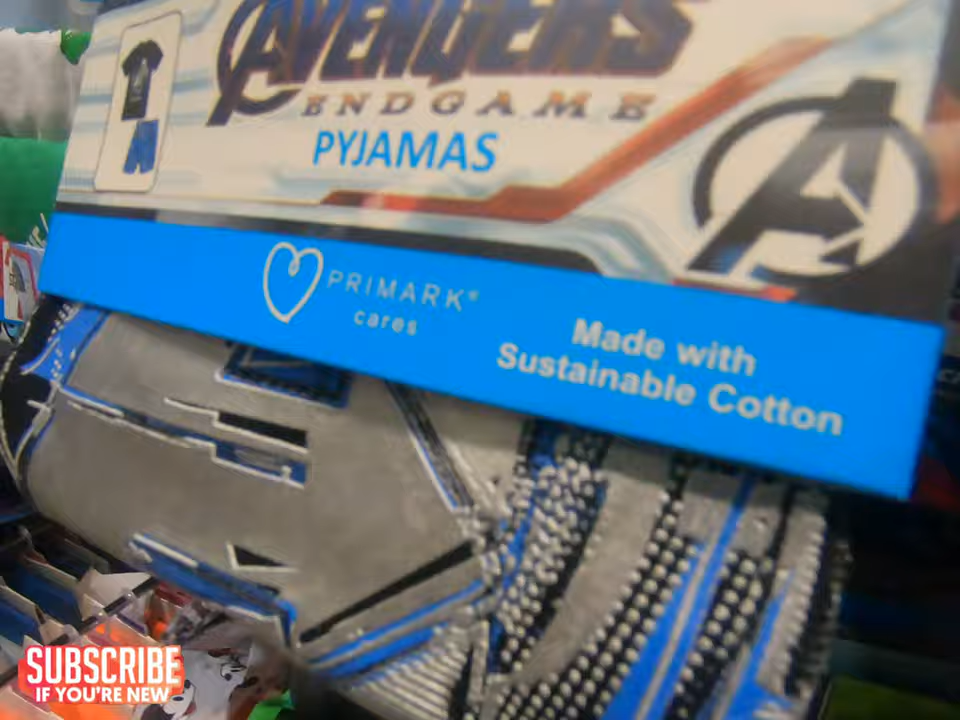 AVENGERS
ENDGAME
PYJAMAS
PRIMARK®
cares
Made with
Sustainable Cotton
SUBSCRIBE
IF YOU'RE NEW